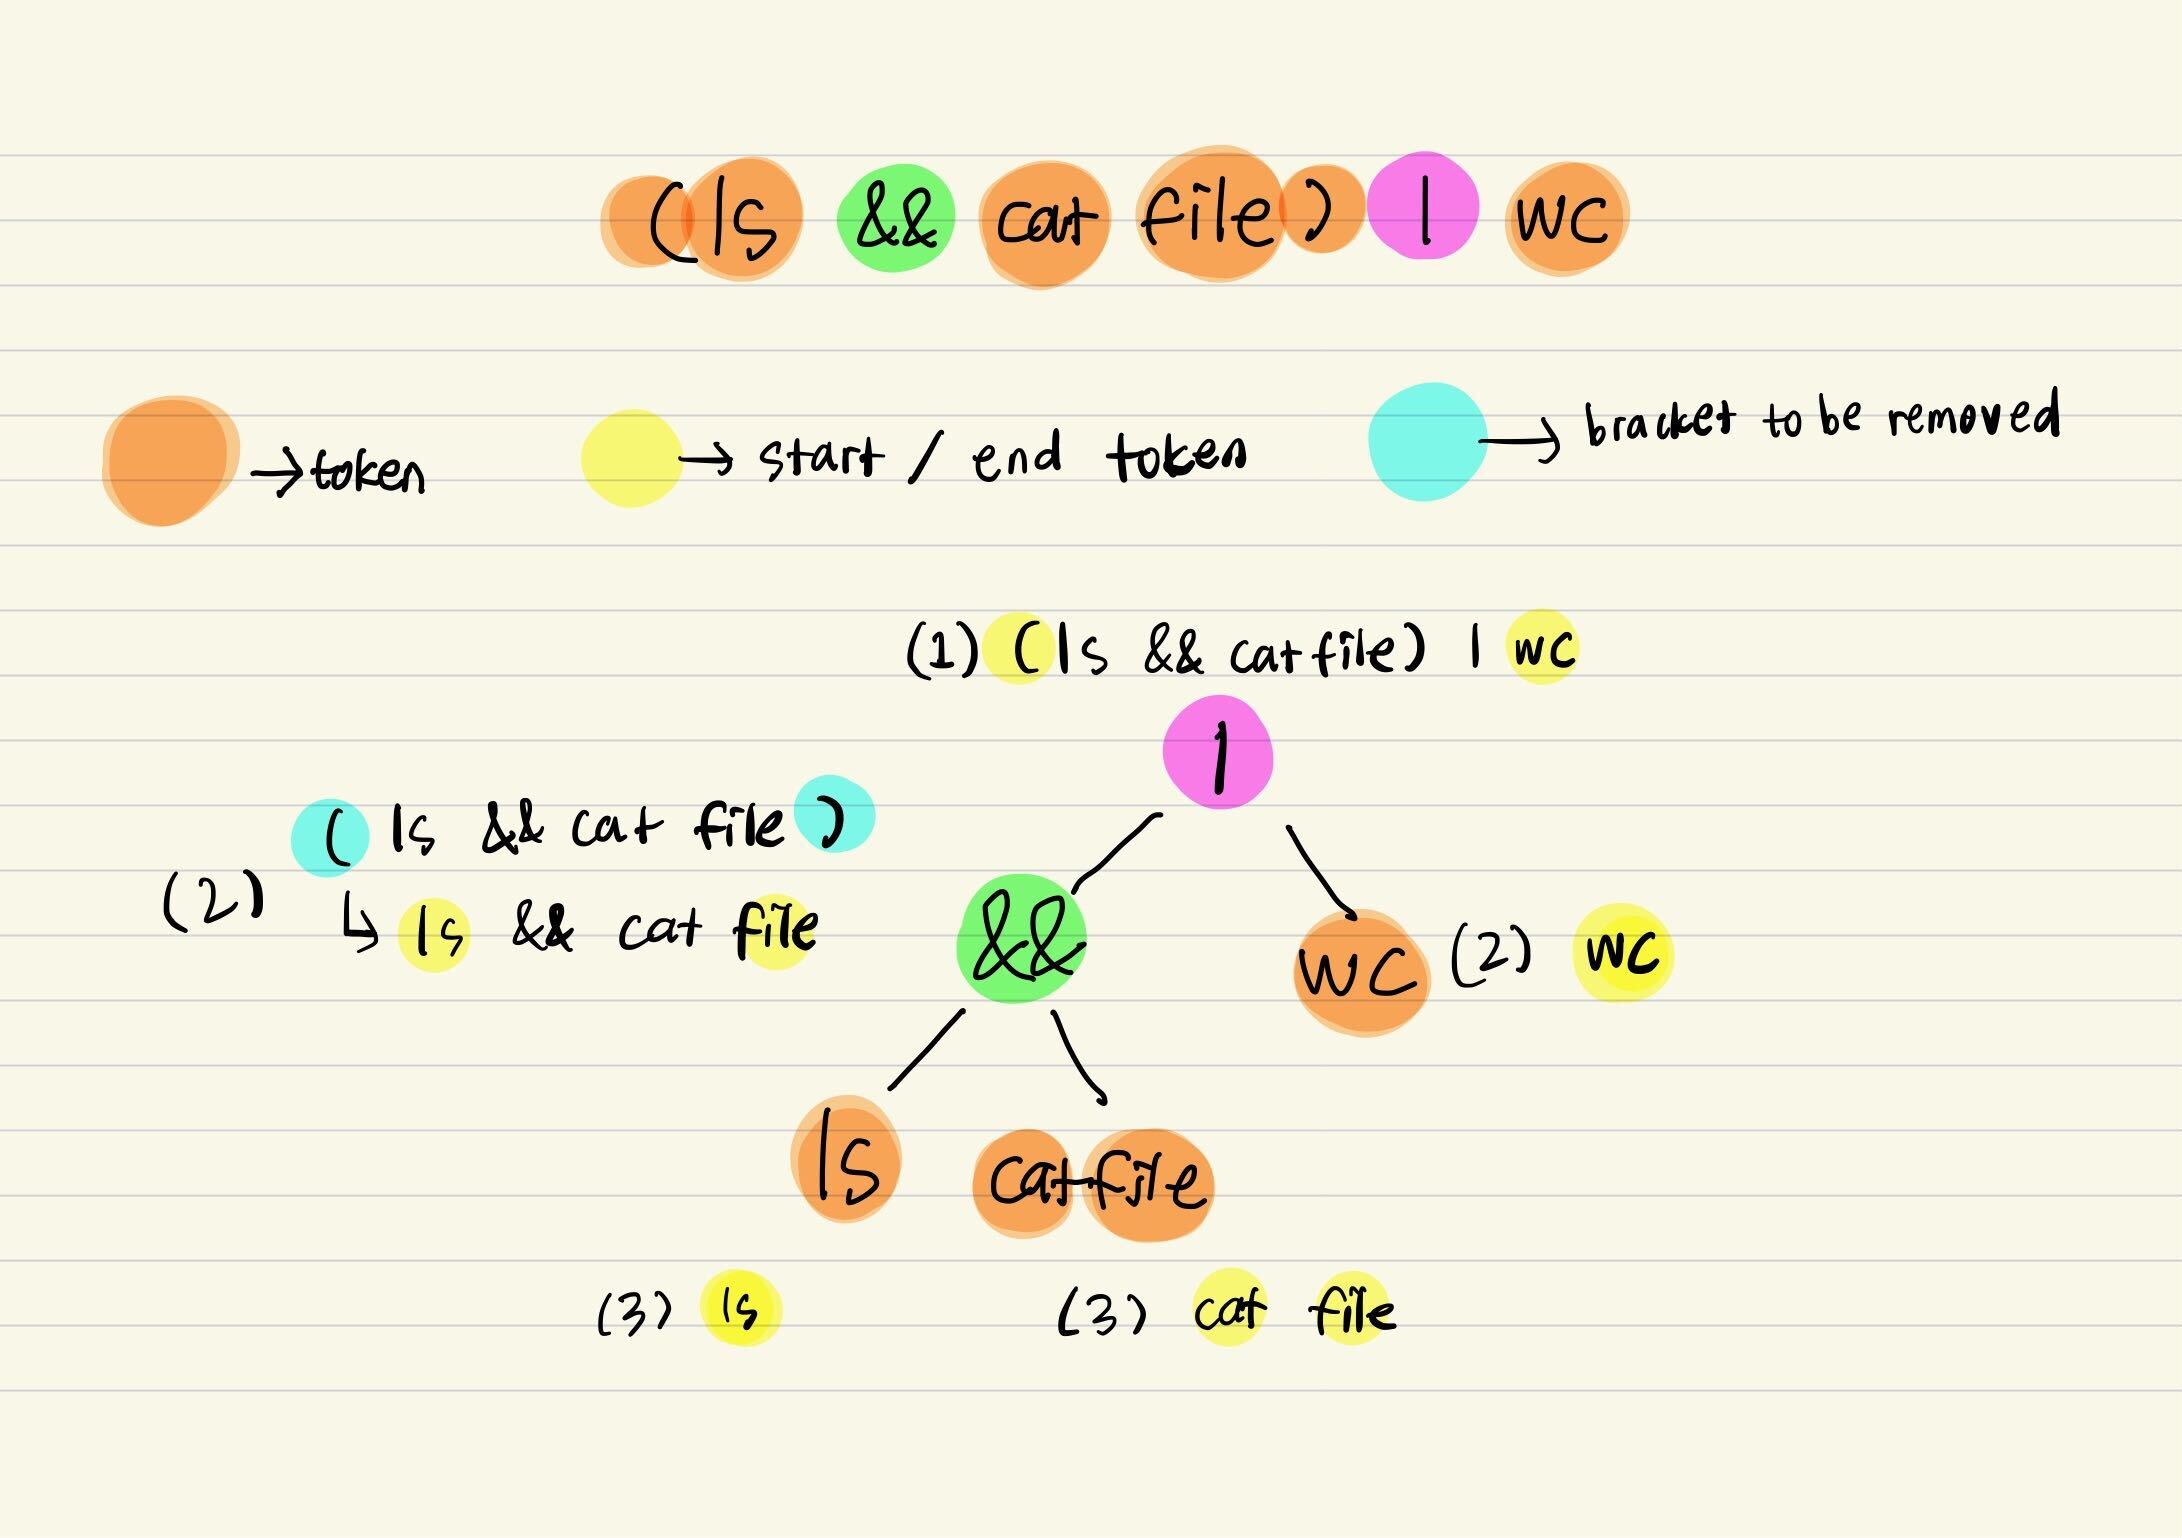 (ls && cat file) | wc
→ token
→ start / end token
→ bracket to be removed
(1) (ls && cat file) | wc
|
(2) ( ls && cat file )
↳ ls && cat file
&&
wc (2) wc
ls cat file
(3) ls (3) cat file